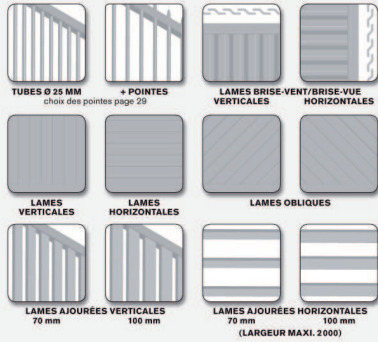 TUBES Ø 25 MM
+ POINTES
choix des pointes page 29
LAMES BRISE-VENT/BRISE-VUE
VERTICALES
HORIZONTALES
LAMES
VERTICALES
LAMES
HORIZONTALES
LAMES OBLIQUES
LAMES AJOURÉES VERTICALES
70 mm
100 mm
LAMES AJOURÉES HORIZONTALES
70 mm
100 mm
(LARGEUR MAXI. 2000)